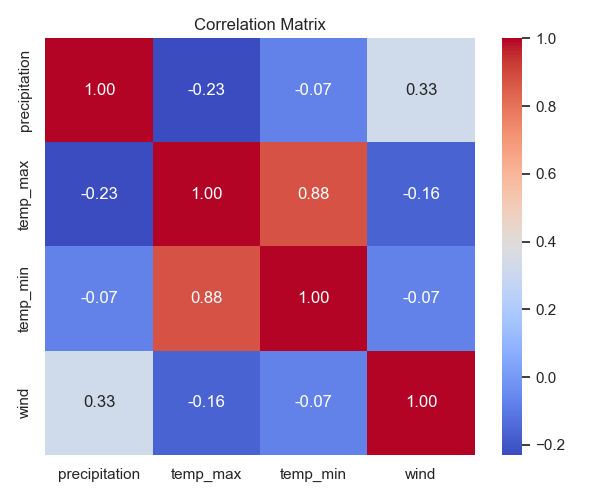 Correlation Matrix
precipitation 1.00 -0.23 -0.07 0.33
temp_max -0.23 1.00 0.88 -0.16
temp_min -0.07 0.88 1.00 -0.07
wind 0.33 -0.16 -0.07 1.00
precipitation temp_max temp_min wind
1.0
0.8
0.6
0.4
0.2
0.0
−0.2